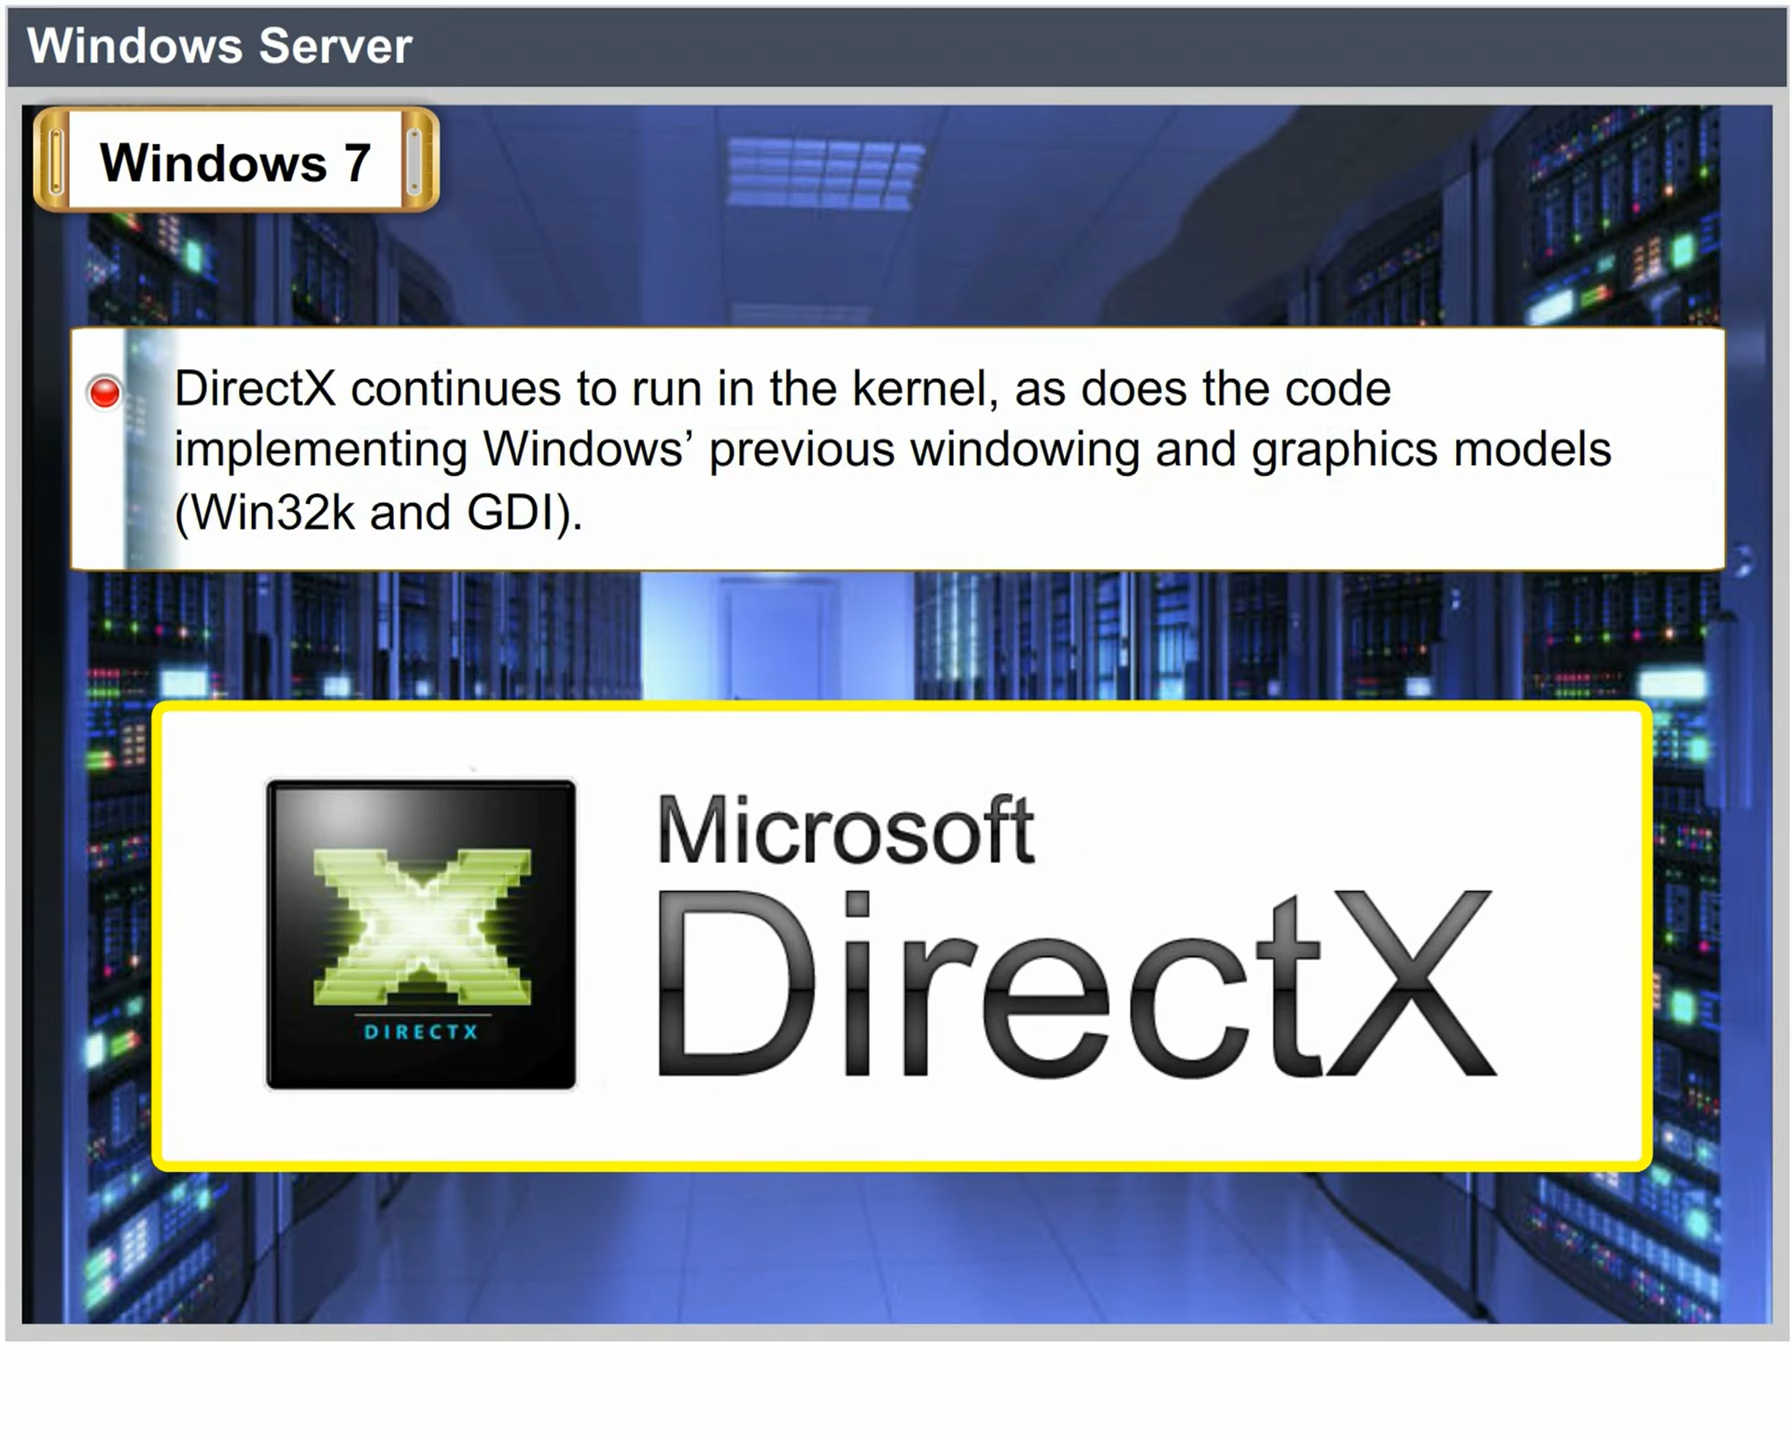 Windows Server
Windows 7
DirectX continues to run in the kernel, as does the code
implementing Windows’ previous windowing and graphics models
(Win32k and GDI).
Microsoft
DirectX
DIRECTX